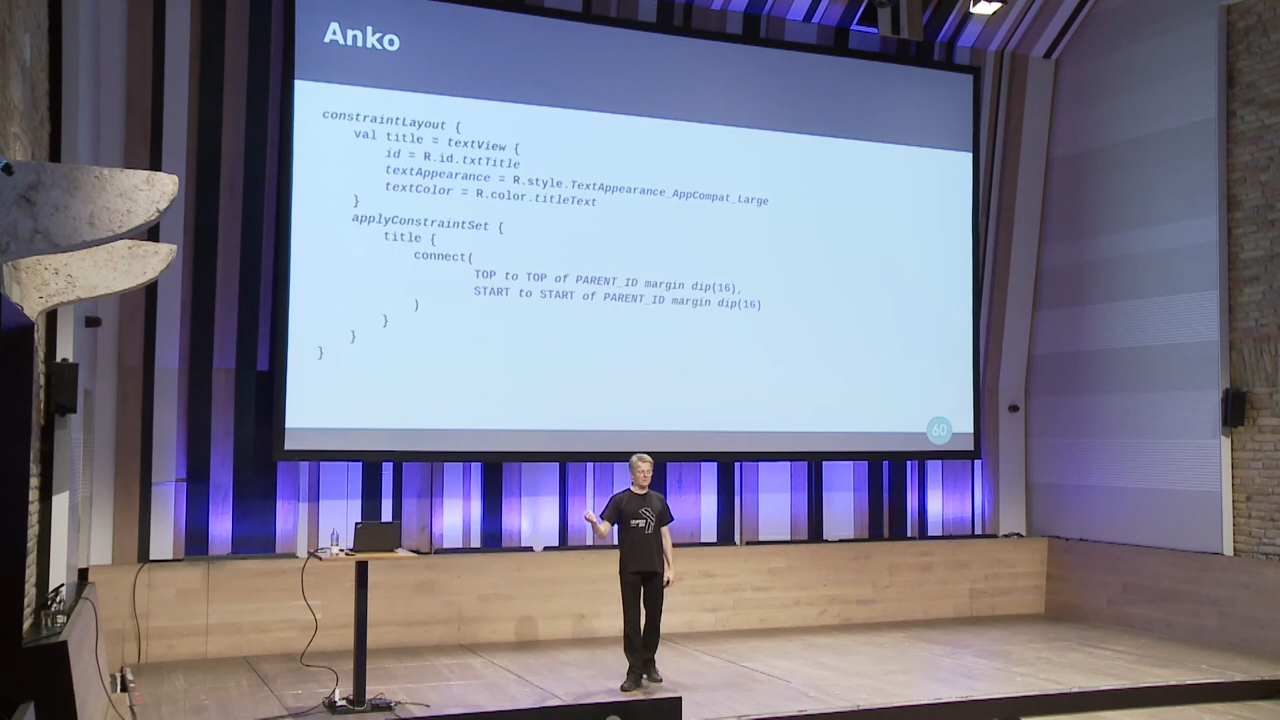 Anko
constraintLayout {
    val title = textView {
        id = R.id.txtTitle
        textAppearance = R.style.TextAppearance_AppCompat_Large
        textColor = R.color.titleText
    }
    applyConstraintSet {
        title {
            connect(
                    TOP to TOP of PARENT_ID margin dip(16),
                    START to START of PARENT_ID margin dip(16)
            )
        }
    }
}
60